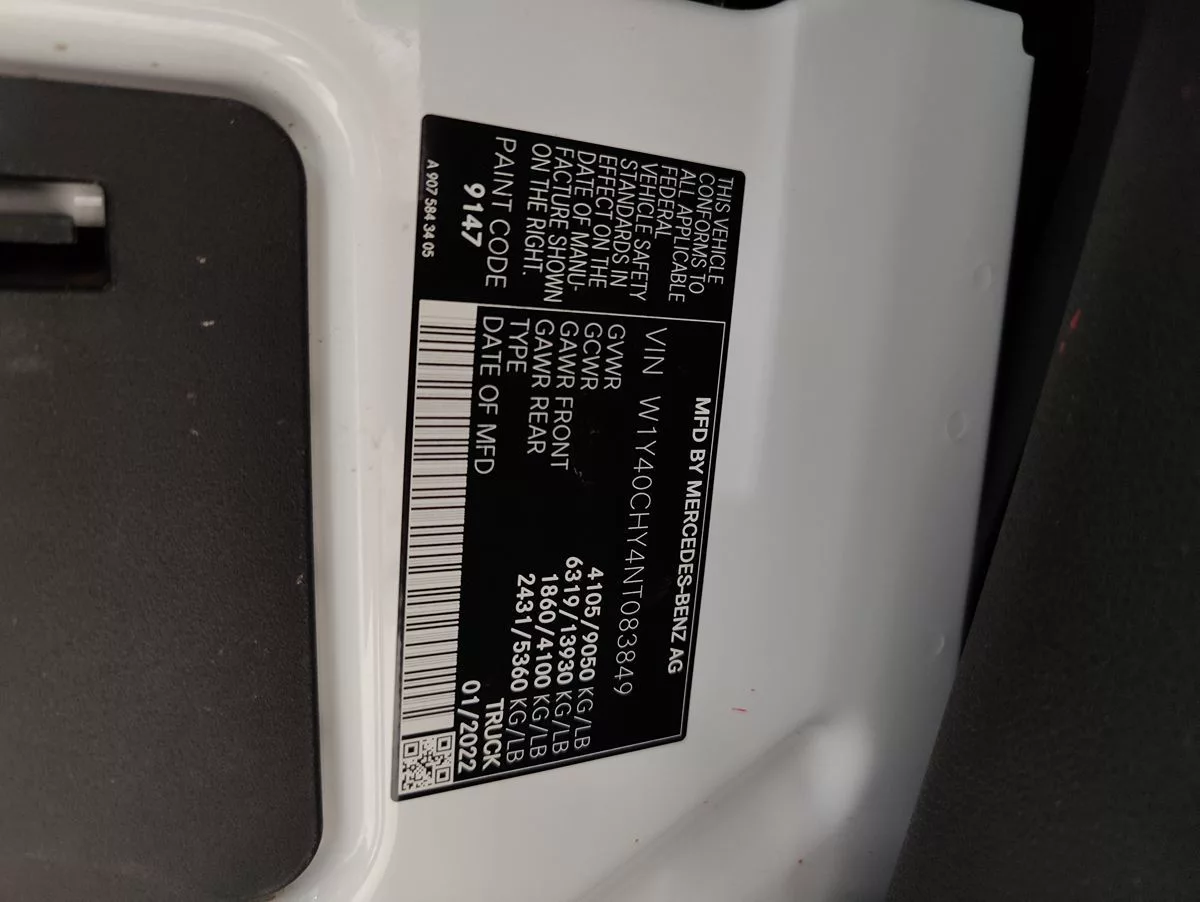 MFD BY MERCEDES-BENZ AG
THIS VEHICLE
CONFORMS TO
ALL APPLICABLE
FEDERAL
VEHICLE SAFETY
STANDARDS IN
EFFECT ON THE
DATE OF MANU-
FACTURE SHOWN
ON THE RIGHT.
PAINT CODE
9147
A 907 584 34 05
VIN W1Y40CHY4NT083849
GVWR 4105/9050 KG/LB
GCWR 6319/13930 KG/LB
GAWR FRONT 1860/4100 KG/LB
GAWR REAR 2431/5360 KG/LB
TYPE TRUCK
DATE OF MFD 01/2022